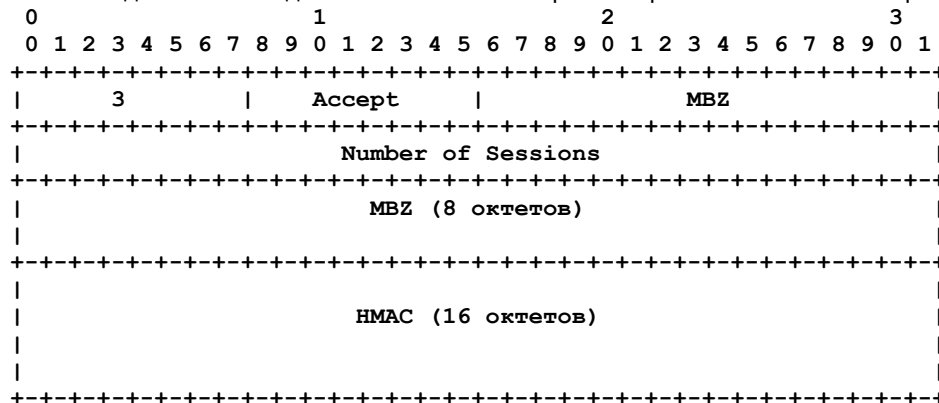 0                   1                   2                   3
0 1 2 3 4 5 6 7 8 9 0 1 2 3 4 5 6 7 8 9 0 1 2 3 4 5 6 7 8 9 0 1
+-+-+-+-+-+-+-+-+-+-+-+-+-+-+-+-+-+-+-+-+-+-+-+-+-+-+-+-+-+-+-+-+
|      3        |    Accept     |              MBZ              |
+-+-+-+-+-+-+-+-+-+-+-+-+-+-+-+-+-+-+-+-+-+-+-+-+-+-+-+-+-+-+-+-+
|                      Number of Sessions                       |
+-+-+-+-+-+-+-+-+-+-+-+-+-+-+-+-+-+-+-+-+-+-+-+-+-+-+-+-+-+-+-+-+
|                        MBZ (8 октетов)                        |
|                                                               |
+-+-+-+-+-+-+-+-+-+-+-+-+-+-+-+-+-+-+-+-+-+-+-+-+-+-+-+-+-+-+-+-+
|                                                               |
|                       HMAC (16 октетов)                       |
|                                                               |
|                                                               |
+-+-+-+-+-+-+-+-+-+-+-+-+-+-+-+-+-+-+-+-+-+-+-+-+-+-+-+-+-+-+-+-+